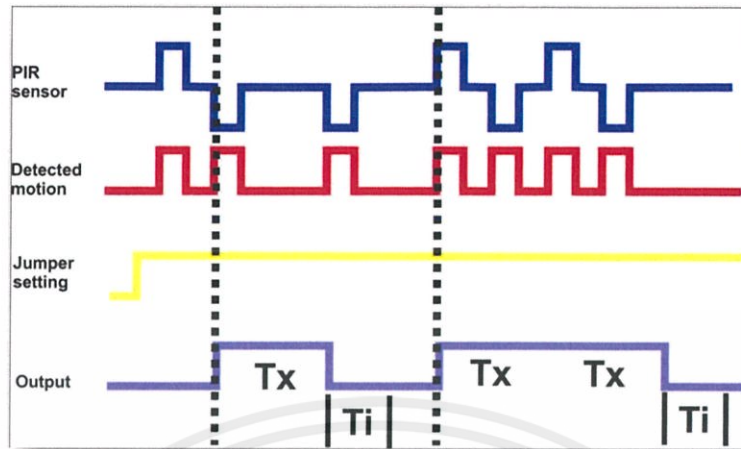 PIR
sensor
Detected
motion
Jumper
setting
Output
Tx
Tx
Tx
Ti
Ti